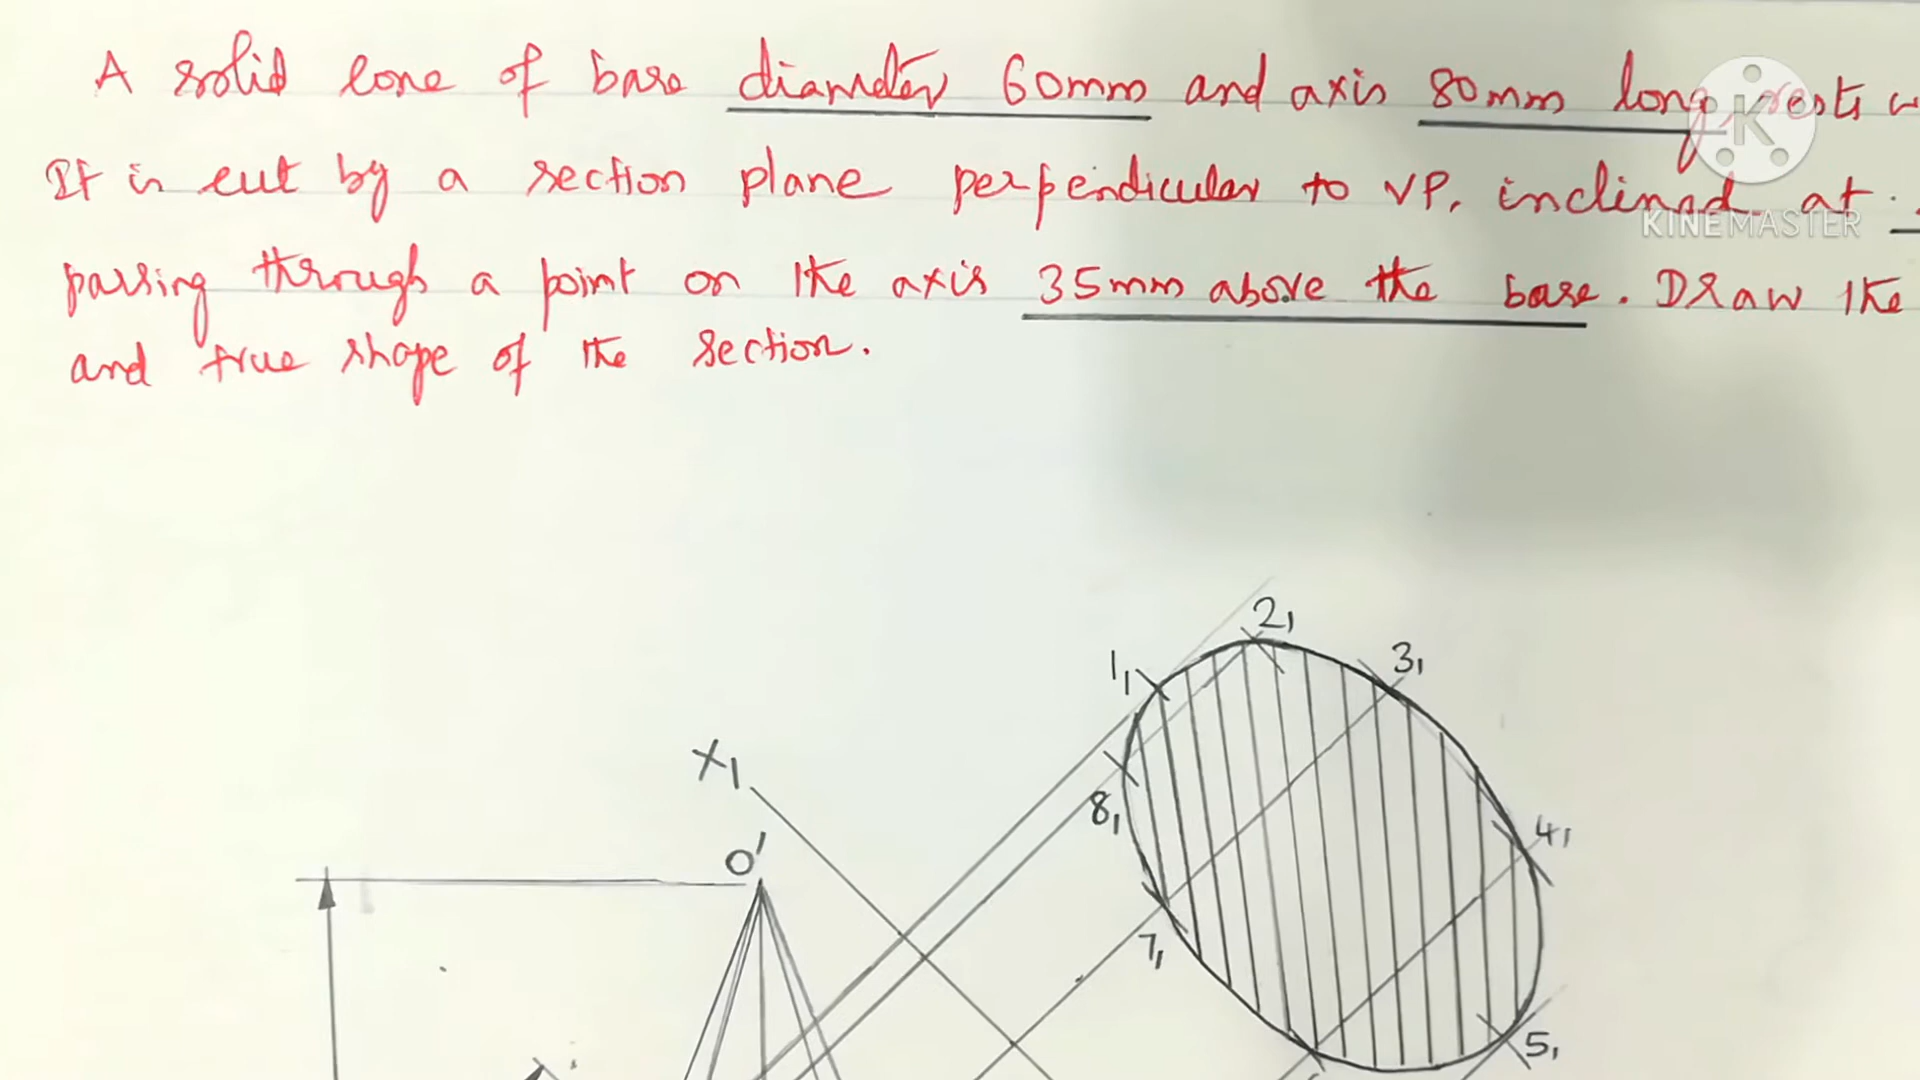 A solid cone of base diameter 60mm and axis 80mm long, rests
It is cut by a section plane perpendicular to VP, inclined at
passing through a point on the axis 35mm above the base. Draw the
and true shape of the section.
K
KINEMASTER
2₁
1₁
3₁
X₁
8₁
4₁
O'
7₁
5₁